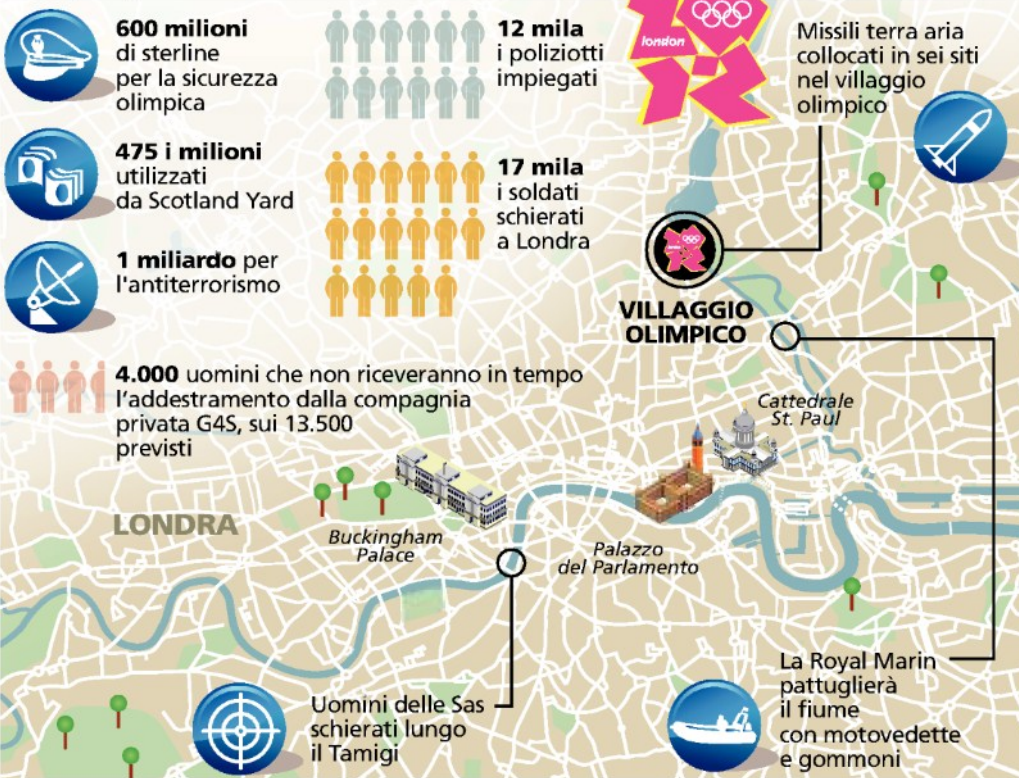 600 milioni
di sterline
per la sicurezza
olimpica
475 i milioni
utilizzati
da Scotland Yard
1 miliardo per
l'antiterrorismo
12 mila
i poliziotti
impiegati
17 mila
i soldati
schierati
a Londra
london
Missili terra aria
collocati in sei siti
nel villaggio
olimpico
VILLAGGIO
OLIMPICO
4.000 uomini che non riceveranno in tempo
l'addestramento dalla compagnia
privata G4S, sui 13.500
previsti
Cattedrale
St. Paul
LONDRA
Buckingham
Palace
Palazzo
del Parlamento
Uomini delle Sas
schierati lungo
il Tamigi
La Royal Marin
pattuglierà
il fiume
con motovedette
e gommoni